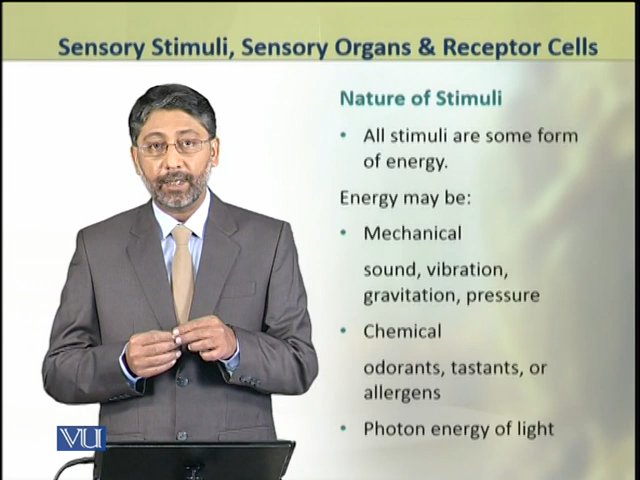 Sensory Stimuli, Sensory Organs & Receptor Cells
Nature of Stimuli
• All stimuli are some form
of energy.
Energy may be:
• Mechanical
sound, vibration,
gravitation, pressure
• Chemical
odorants, tastants, or
allergens
• Photon energy of light
VU